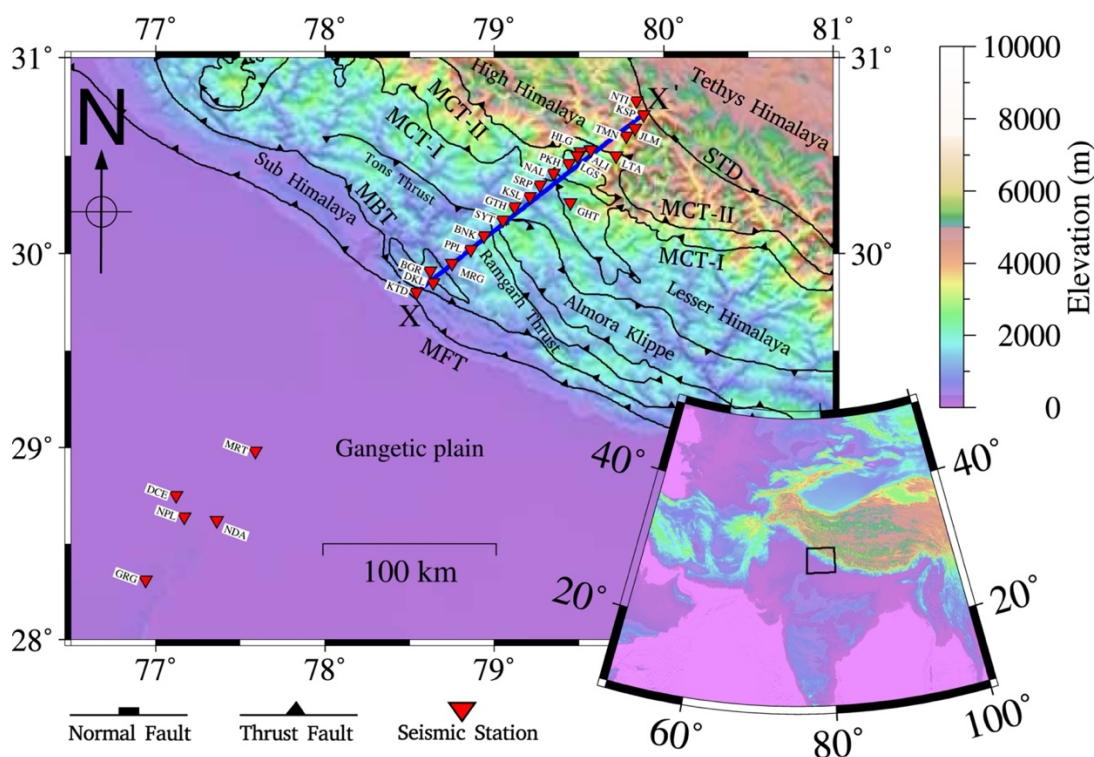 77° 78° 79° 80° 81°
31° 31°
30° 30°
29°
28°
77° 78° 79°
N
High Himalaya
Tethys Himalaya
MCT-II
MCT-I
Tons Thrust
Sub Himalaya
MBT
STD
MCT-II
MCT-I
Lesser Himalaya
Almora Klippe
Ramgarh Thrust
MFT
X
X'
NTI
KSP
TMN
JLM
HLG
ALI
LTA
PKH
LGS
NAL
SRP
KSL
GHT
GTH
SYT
BNK
PPL
MRG
BGR
DKL
KTD
MRT
DCE
NPL
NDA
GRG
Gangetic plain
100 km
10000
8000
6000
4000
2000
0
Elevation (m)
40° 40°
20° 20°
60° 80° 100°
Normal Fault
Thrust Fault
Seismic Station